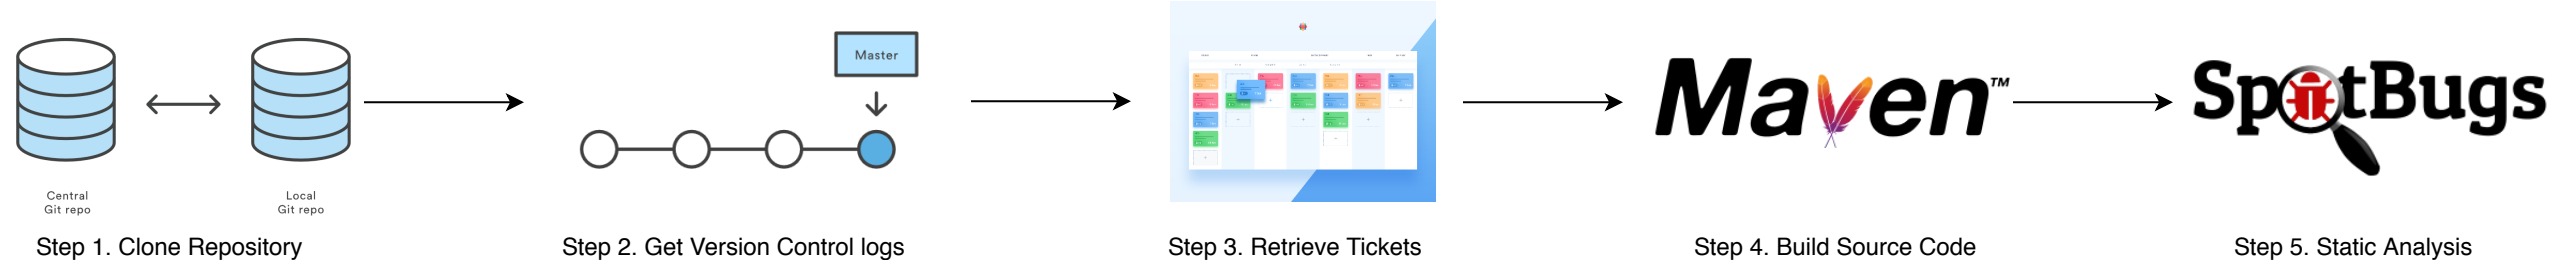 Master
Maven™
SpotBugs
Central
Git repo
Local
Git repo
Step 1. Clone Repository
Step 2. Get Version Control logs
Step 3. Retrieve Tickets
Step 4. Build Source Code
Step 5. Static Analysis